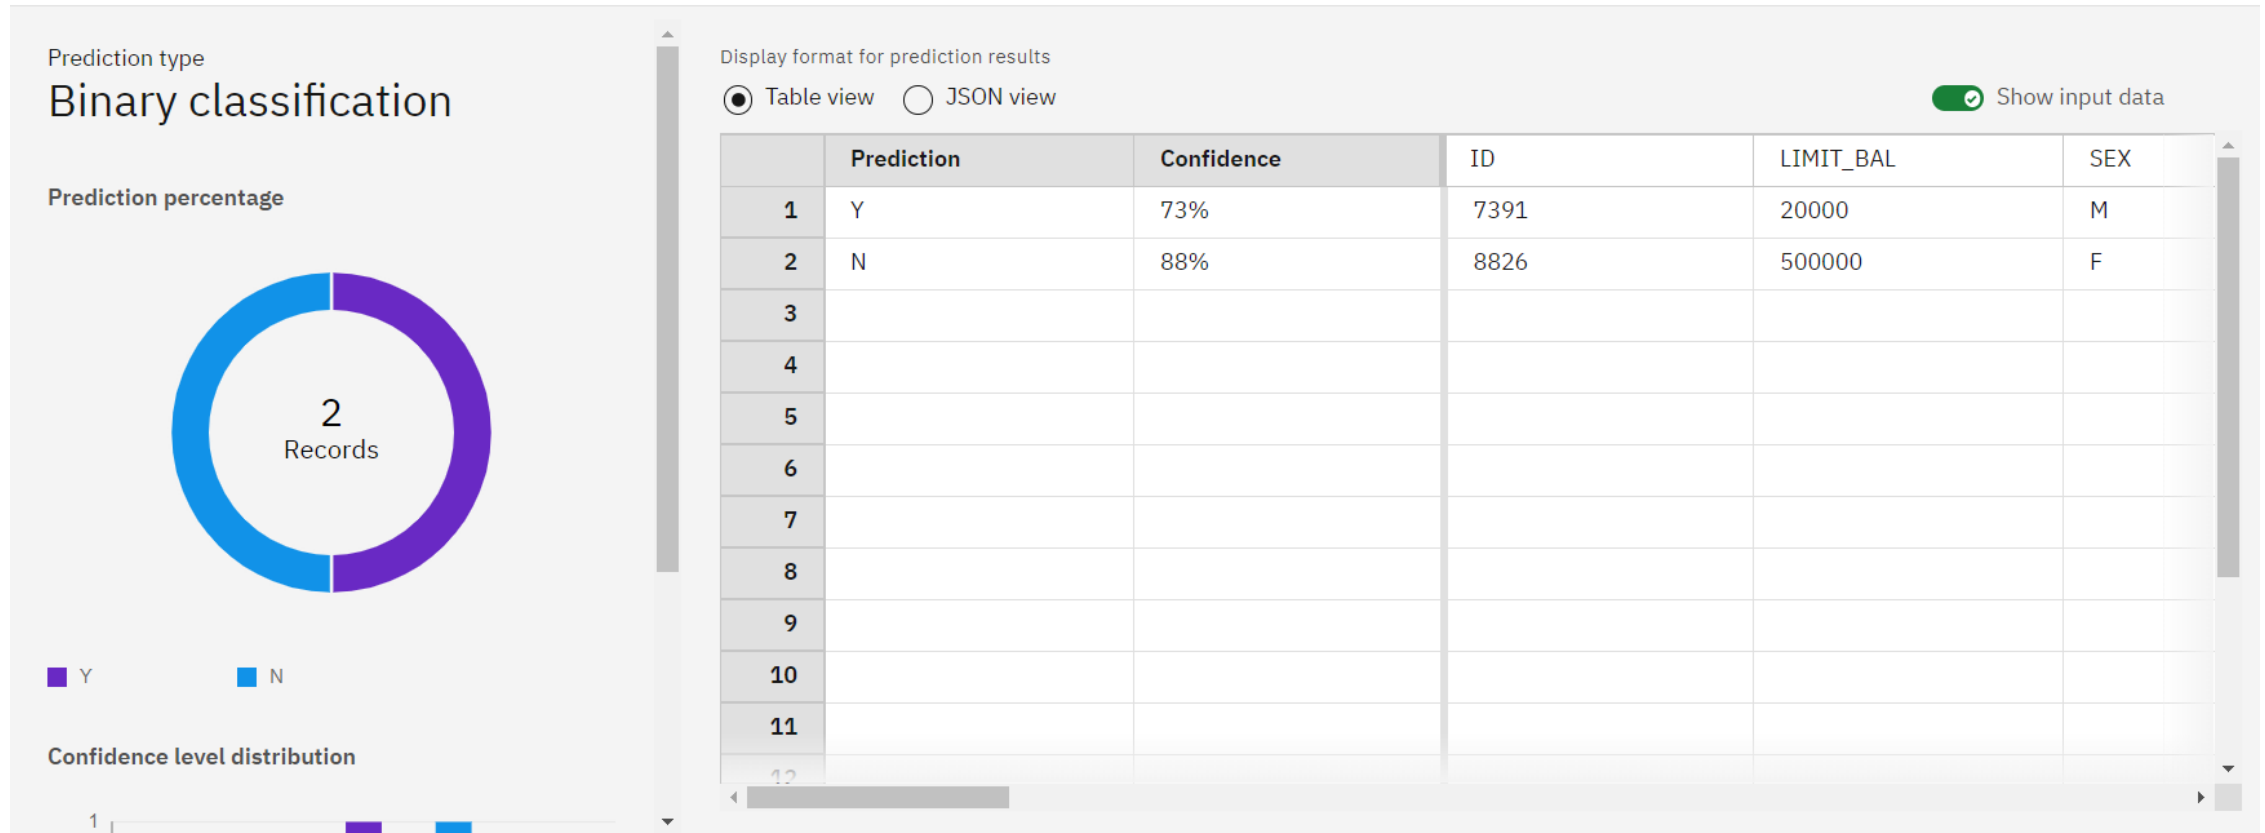 Prediction type
Binary classification
Prediction percentage
2
Records
Y N
Confidence level distribution
1
Display format for prediction results
Table view JSON view Show input data
Prediction Confidence ID LIMIT_BAL SEX
1 Y 73% 7391 20000 M
2 N 88% 8826 500000 F
3
4
5
6
7
8
9
10
11
12